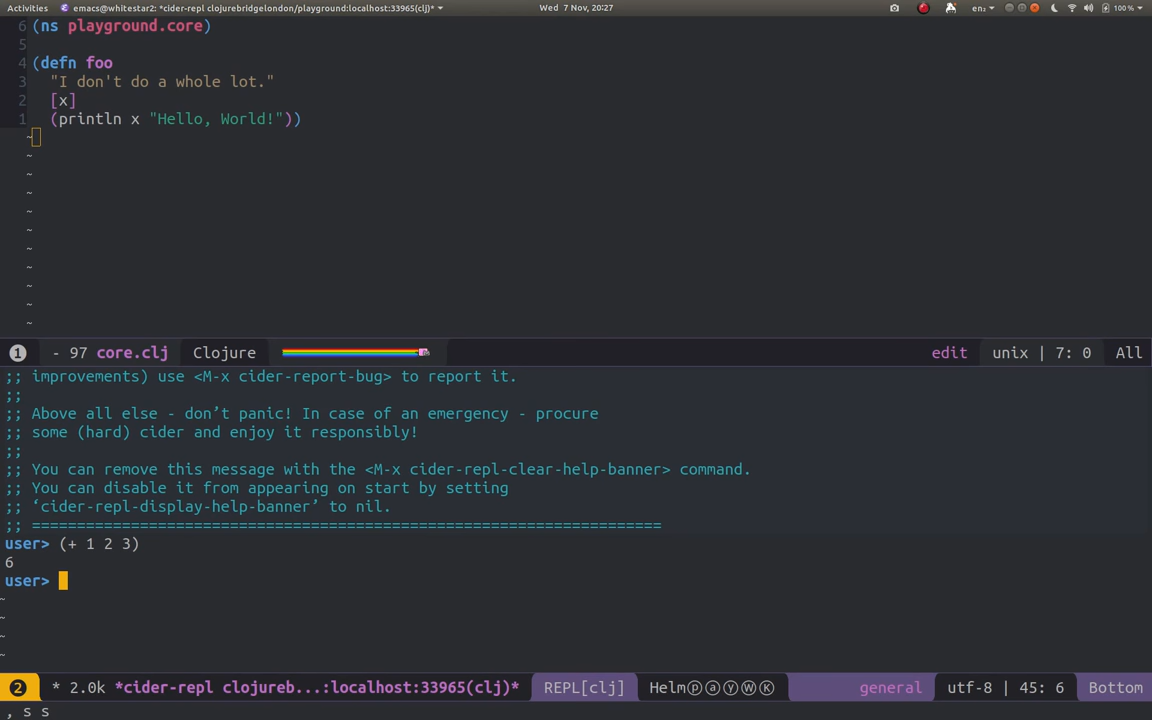 Activities emacs@whitestar2: *cider-repl clojurebridgelondon/playground:localhost:33965(clj)* Wed 7 Nov, 20:27 en₂ 100 %
6 (ns playground.core)
5
4 (defn foo
3 "I don't do a whole lot."
2 [x]
1 (println x "Hello, World!"))
~
~
~
~
~
~
~
~
~
~
~
1 - 97 core.clj Clojure edit unix | 7: 0 All
;; improvements) use <M-x cider-report-bug> to report it.
;;
;; Above all else - don’t panic! In case of an emergency - procure
;; some (hard) cider and enjoy it responsibly!
;;
;; You can remove this message with the <M-x cider-repl-clear-help-banner> command.
;; You can disable it from appearing on start by setting
;; ‘cider-repl-display-help-banner’ to nil.
;; ======================================================================
user> (+ 1 2 3)
6
user>
~
~
~
~
2 * 2.0k *cider-repl clojureb...:localhost:33965(clj)* REPL[clj] Helmⓟⓐⓨⓦⓚ general utf-8 | 45: 6 Bottom
, s s